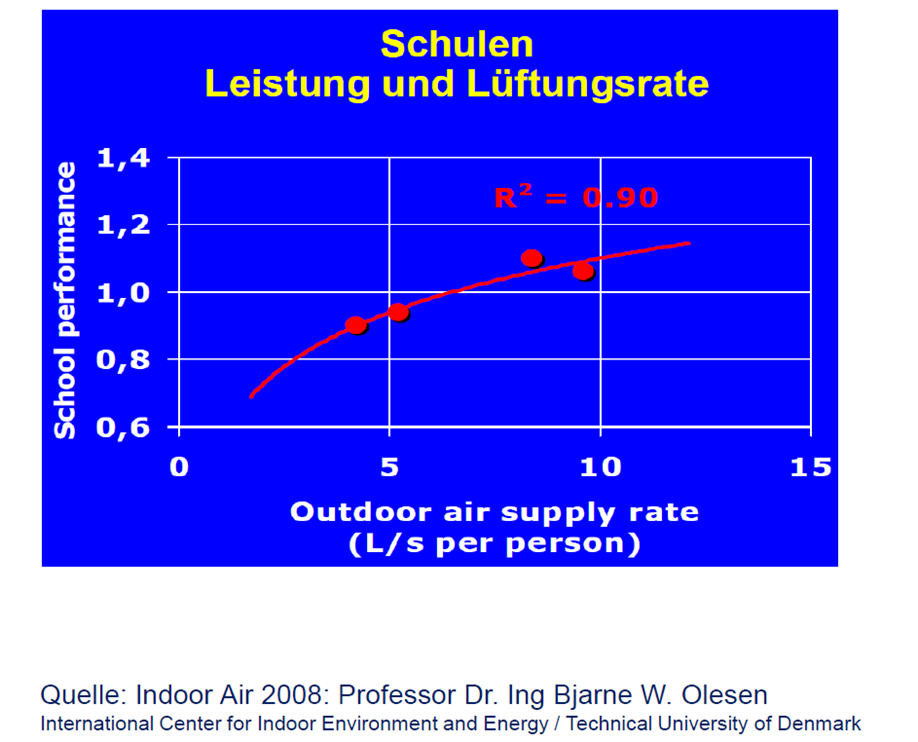 Schulen
Leistung und Lüftungsrate
School performance
1,4
1,2
1,0
0,8
0,6
R² = 0.90
0 5 10 15
Outdoor air supply rate
(L/s per person)
Quelle: Indoor Air 2008: Professor Dr. Ing Bjarne W. Olesen
International Center for Indoor Environment and Energy / Technical University of Denmark